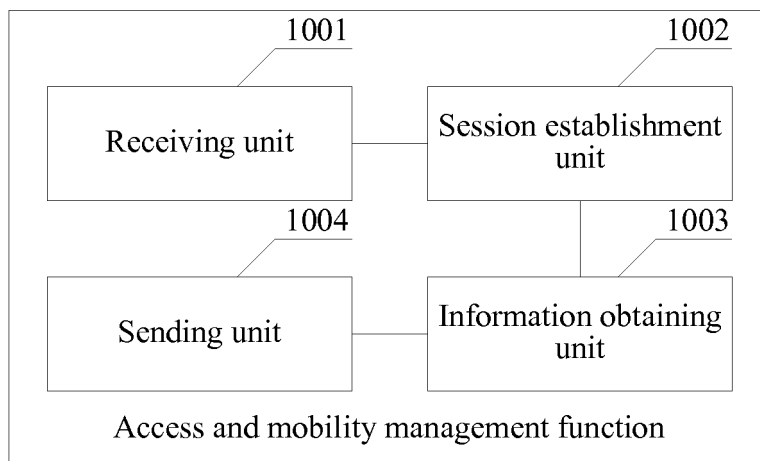 1001
1002
Receiving unit
Session establishment
unit
1004
1003
Sending unit
Information obtaining
unit
Access and mobility management function